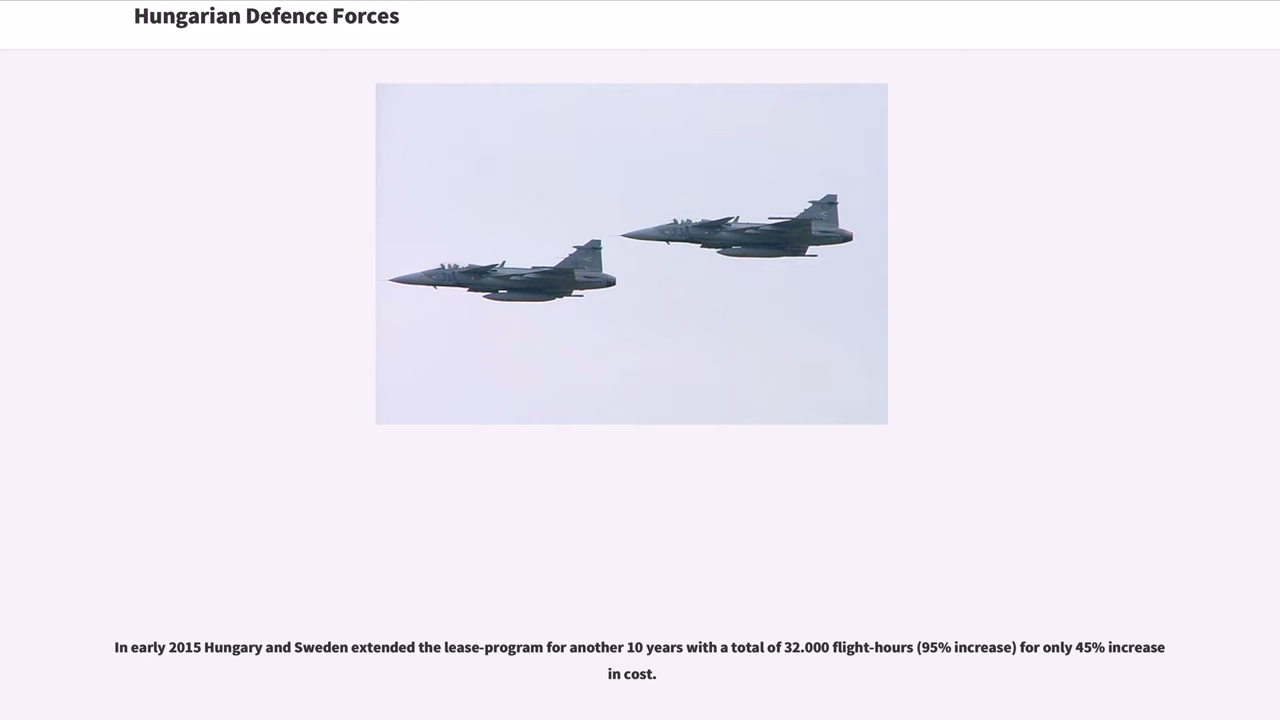 Hungarian Defence Forces
In early 2015 Hungary and Sweden extended the lease-program for another 10 years with a total of 32.000 flight-hours (95% increase) for only 45% increase
in cost.